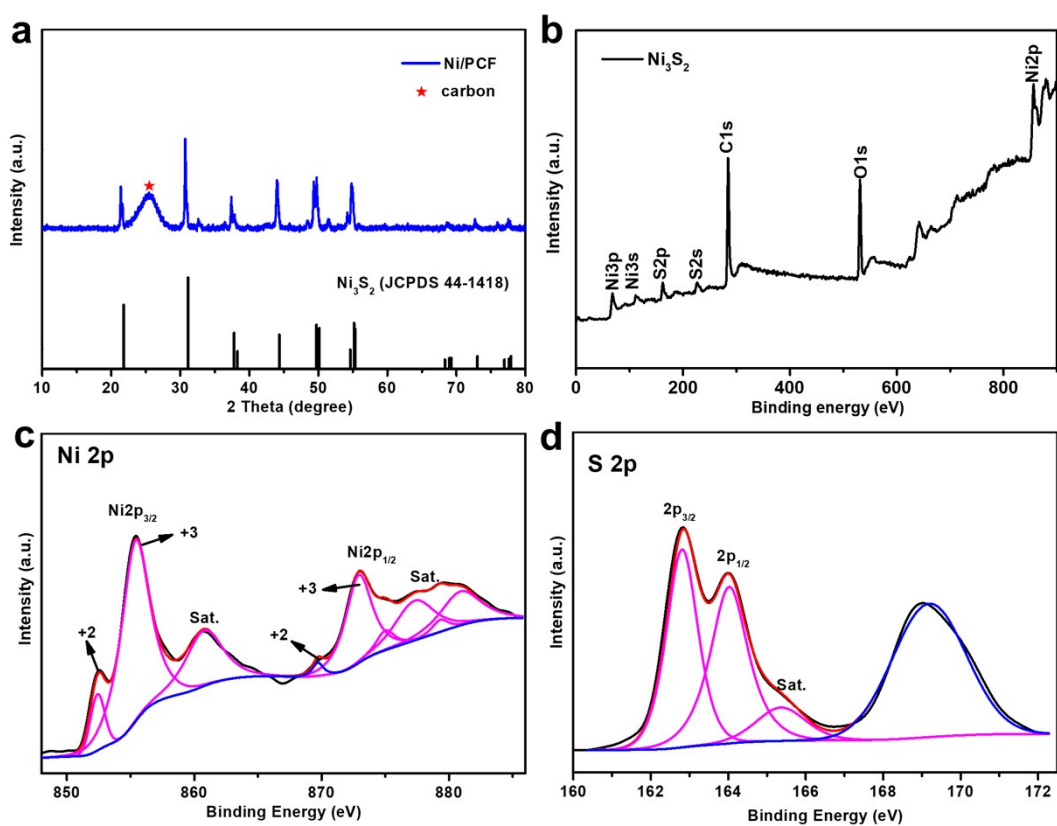 a
Ni/PCF
carbon
Intensity (a.u.)
Ni₃S₂ (JCPDS 44-1418)
10 20 30 40 50 60 70 80
2 Theta (degree)
b
Ni₃S₂
Intensity (a.u.)
Ni3p
Ni3s
S2p
S2s
C1s
O1s
Ni2p
0 200 400 600 800
Binding energy (eV)
c
Ni 2p
Intensity (a.u.)
Ni2p₃/₂
+3
+2
Sat.
Ni2p₁/₂
+3
+2
Sat.
850 860 870 880
Binding Energy (eV)
d
S 2p
Intensity (a.u.)
2p₃/₂
2p₁/₂
Sat.
160 162 164 166 168 170 172
Binding energy (eV)